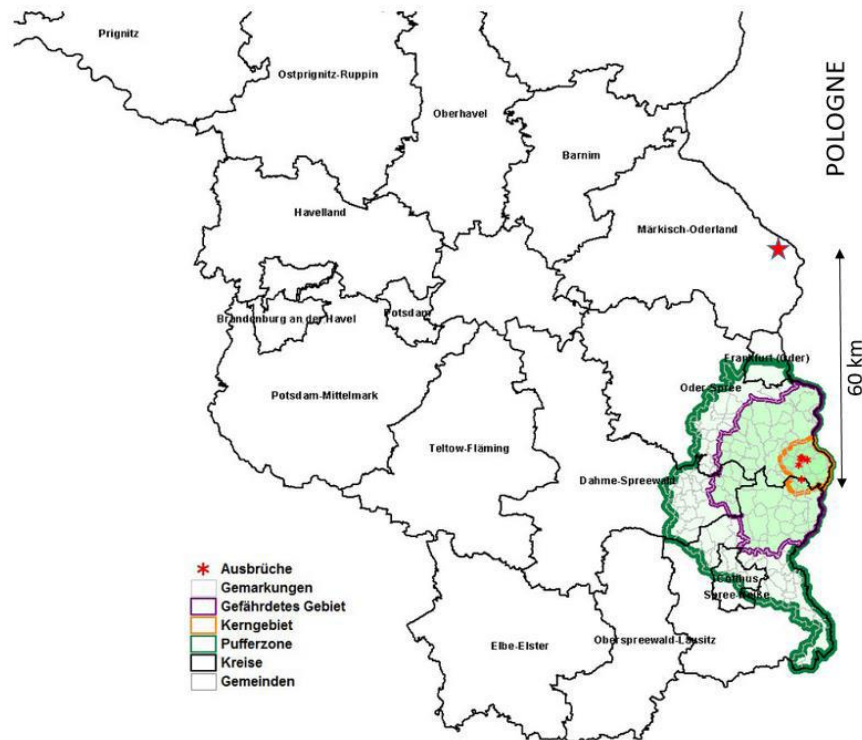 Prignitz
Ostprignitz-Ruppin
Oberhavel
Barnim
POLOGNE
Havelland
Märkisch-Oderland
Brandenburg an der Havel
Potsdam
Frankfurt (Oder)
60 km
Oder-Spree
Potsdam-Mittelmark
Teltow-Fläming
Dahme-Spreewald
Cottbus
Spree-Neiße
Elbe-Elster
Oberspreewald-Lausitz
Ausbrüche
Gemarkungen
Gefährdetes Gebiet
Kerngebiet
Pufferzone
Kreise
Gemeinden